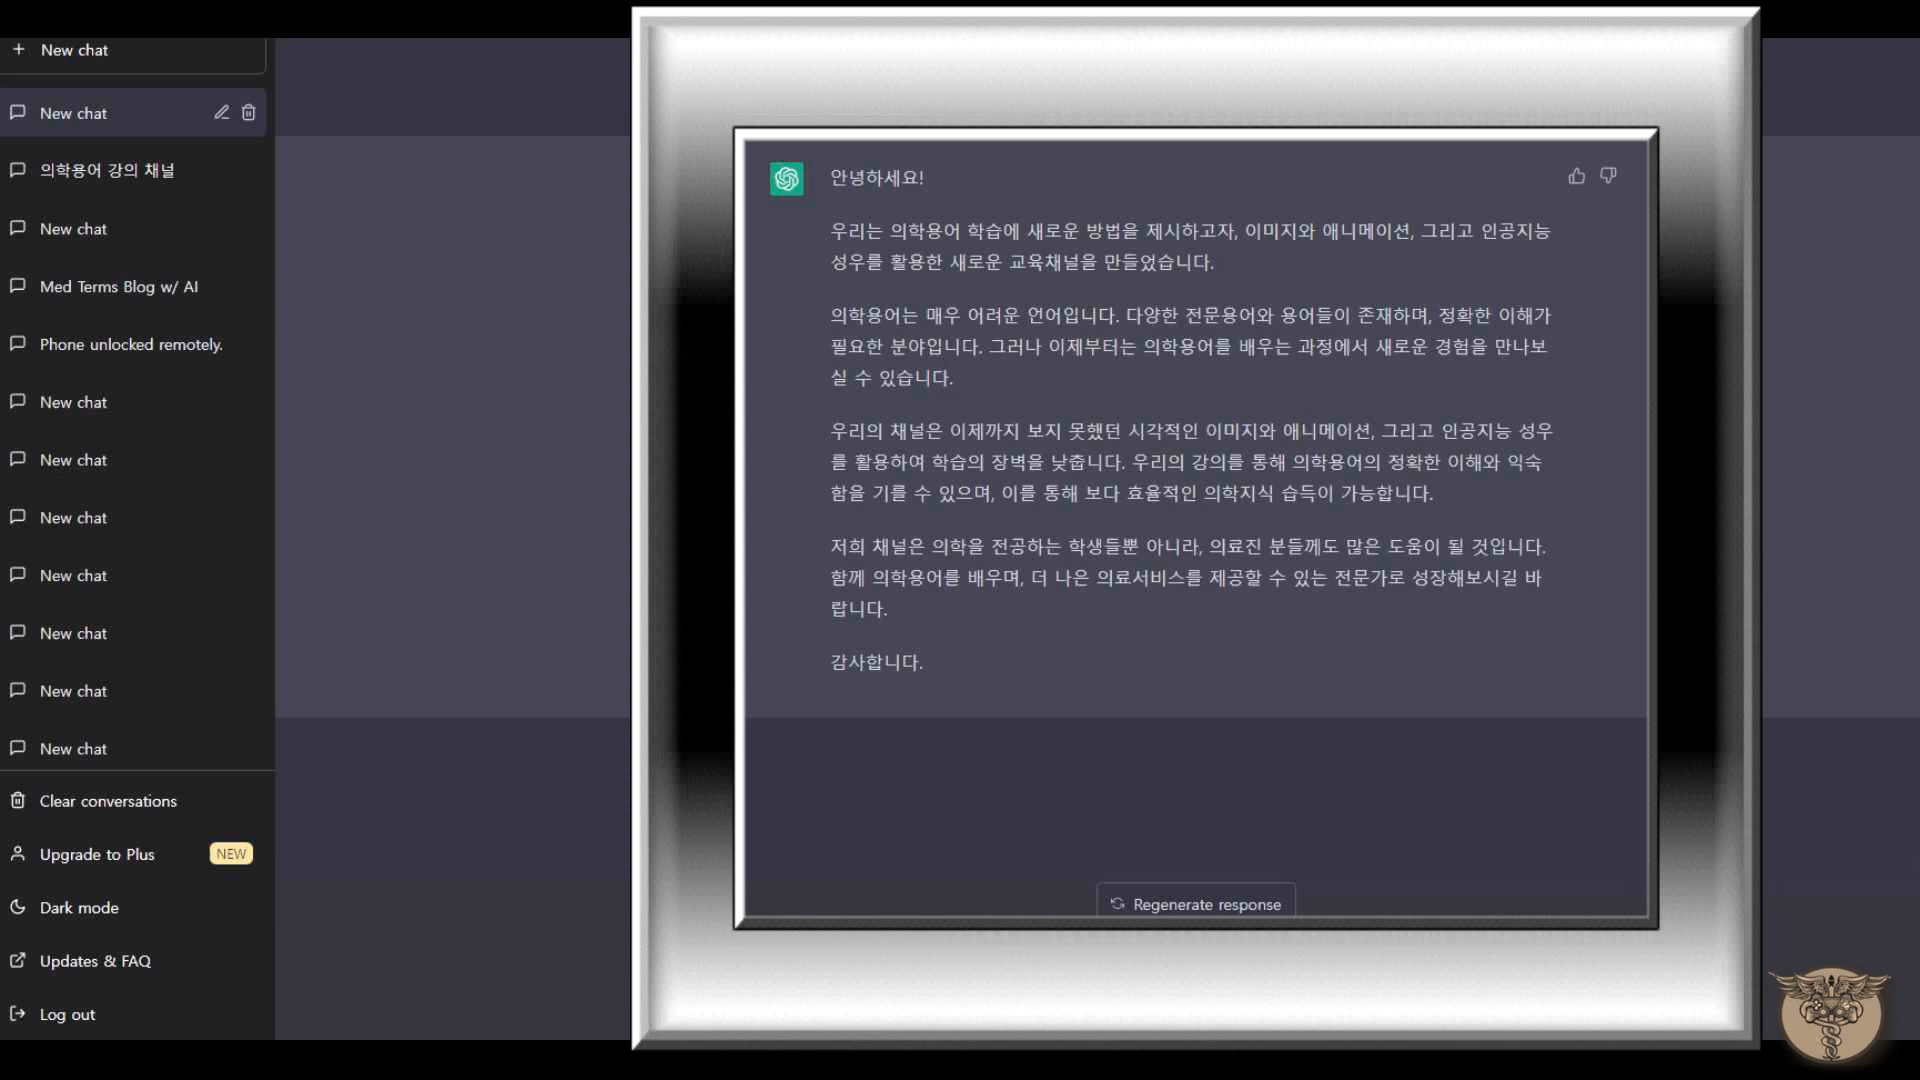 New chat
New chat
의학용어 강의 채널
New chat
Med Terms Blog w/ AI
Phone unlocked remotely.
New chat
New chat
New chat
New chat
New chat
New chat
New chat
Clear conversations
Upgrade to Plus NEW
Dark mode
Updates & FAQ
Log out
안녕하세요!
우리는 의학용어 학습에 새로운 방법을 제시하고자, 이미지와 애니메이션, 그리고 인공지능
성우를 활용한 새로운 교육채널을 만들었습니다.
의학용어는 매우 어려운 언어입니다. 다양한 전문용어와 용어들이 존재하며, 정확한 이해가
필요한 분야입니다. 그러나 이제부터는 의학용어를 배우는 과정에서 새로운 경험을 만나보
실 수 있습니다.
우리의 채널은 이제까지 보지 못했던 시각적인 이미지와 애니메이션, 그리고 인공지능 성우
를 활용하여 학습의 장벽을 낮춥니다. 우리의 강의를 통해 의학용어의 정확한 이해와 익숙
함을 기를 수 있으며, 이를 통해 보다 효율적인 의학지식 습득이 가능합니다.
저희 채널은 의학을 전공하는 학생들뿐 아니라, 의료진 분들께도 많은 도움이 될 것입니다.
함께 의학용어를 배우며, 더 나은 의료서비스를 제공할 수 있는 전문가로 성장해보시길 바
랍니다.
감사합니다.
Regenerate response